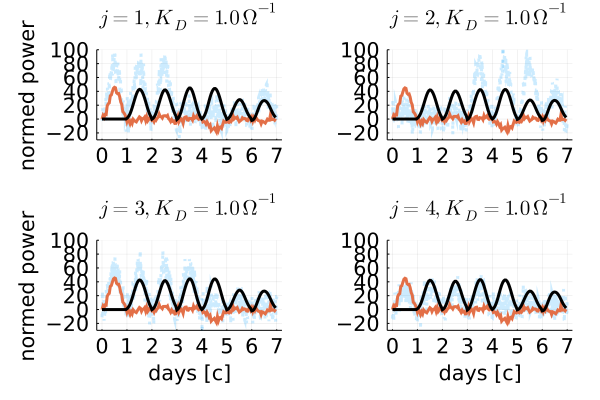 j = 1, K_D = 1.0 Ω⁻¹
j = 2, K_D = 1.0 Ω⁻¹
normed power
100
80
60
40
20
0
−20
0 1 2 3 4 5 6 7
100
80
60
40
20
0
−20
0 1 2 3 4 5 6 7
j = 3, K_D = 1.0 Ω⁻¹
j = 4, K_D = 1.0 Ω⁻¹
normed power
100
80
60
40
20
0
−20
0 1 2 3 4 5 6 7
days [c]
100
80
60
40
20
0
−20
0 1 2 3 4 5 6 7
days [c]